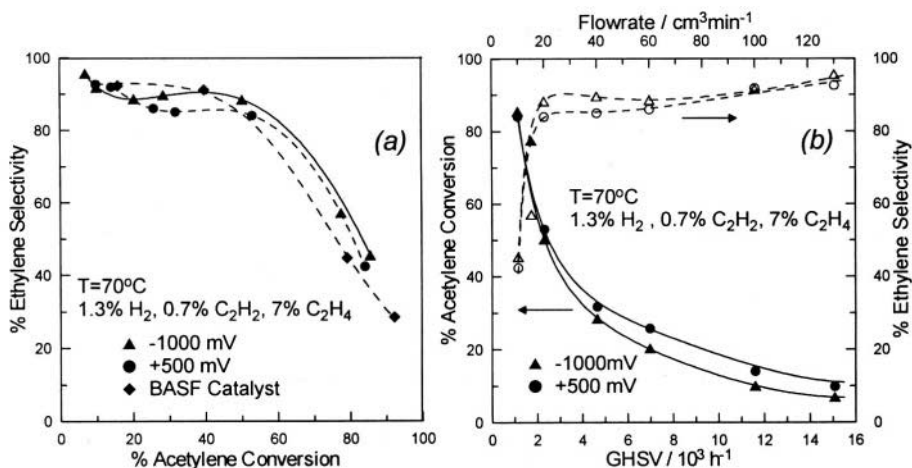 (a)
100
80
60
40
20
0
% Ethylene Selectivity
T=70ºC
1.3% H₂, 0.7% C₂H₂, 7% C₂H₄
-1000 mV
+500 mV
BASF Catalyst
0 20 40 60 80 100
% Acetylene Conversion
Flowrate / cm³min⁻¹
0 20 40 60 80 100 120
(b)
100
80
60
40
20
0
% Acetylene Conversion
T=70ºC
1.3% H₂ , 0.7% C₂H₂, 7% C₂H₄
-1000mV
+500 mV
100
80
60
40
20
0
% Ethylene Selectivity
0 2 4 6 8 10 12 14 16
GHSV / 10³ h⁻¹